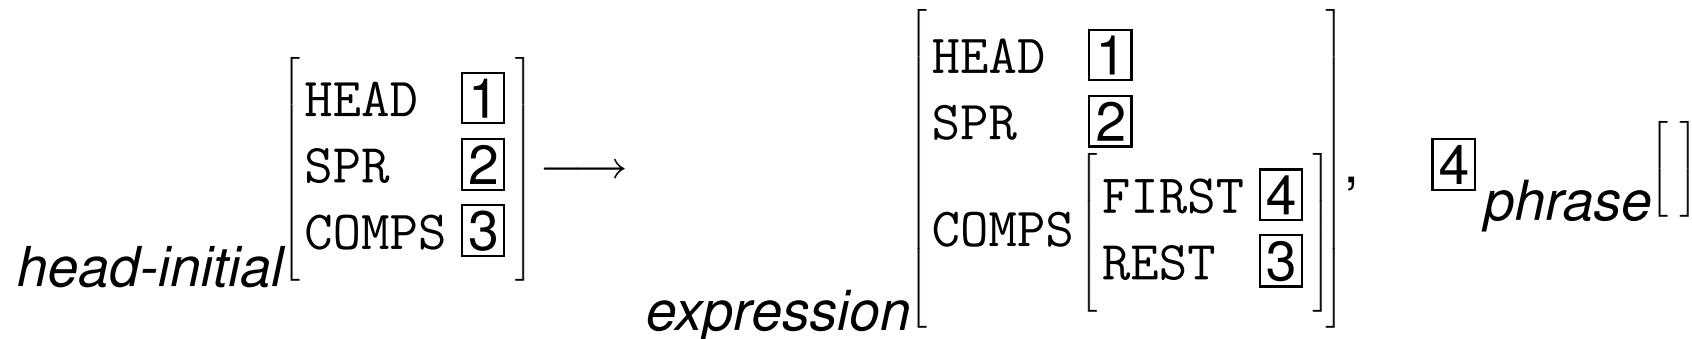 head-initial [ HEAD 1 SPR 2 COMPS 3 ] ⟶ expression [ HEAD 1 SPR 2 COMPS [ FIRST 4 REST 3 ] ] , 4 phrase [ ]